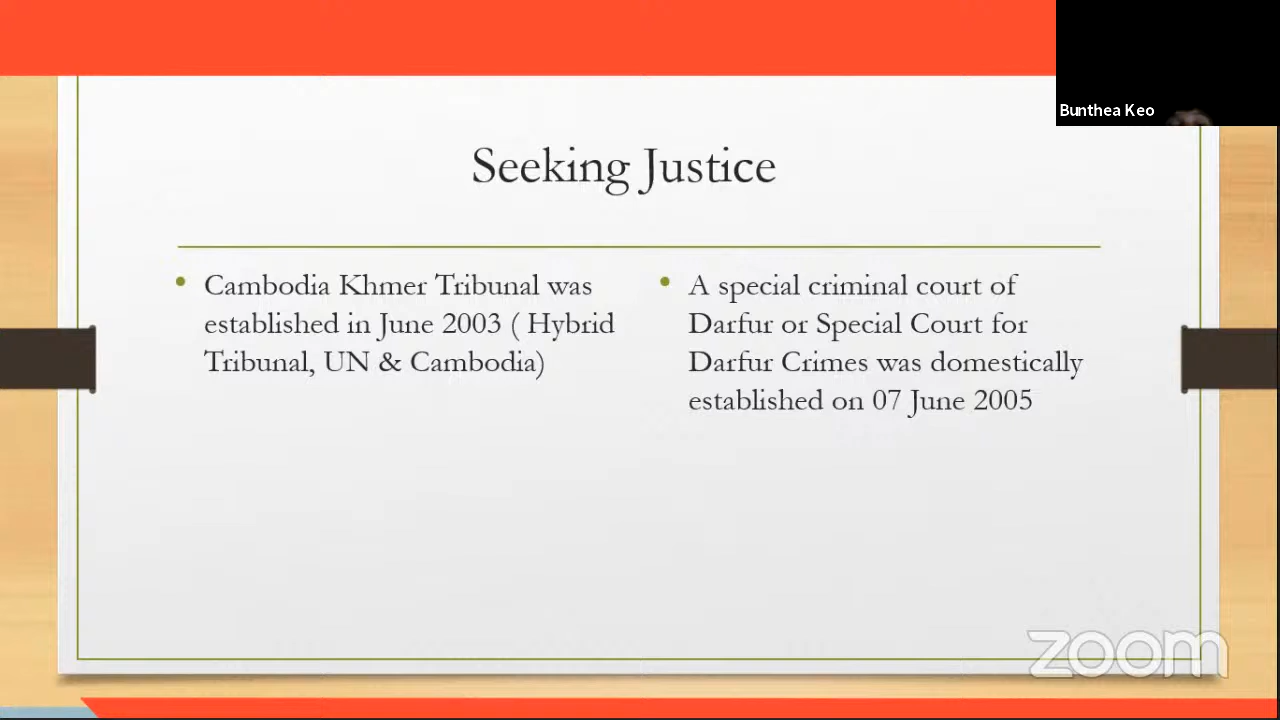 Bunthea Keo
Seeking Justice
• Cambodia Khmer Tribunal was
established in June 2003 ( Hybrid
Tribunal, UN & Cambodia)
• A special criminal court of
Darfur or Special Court for
Darfur Crimes was domestically
established on 07 June 2005
zoom